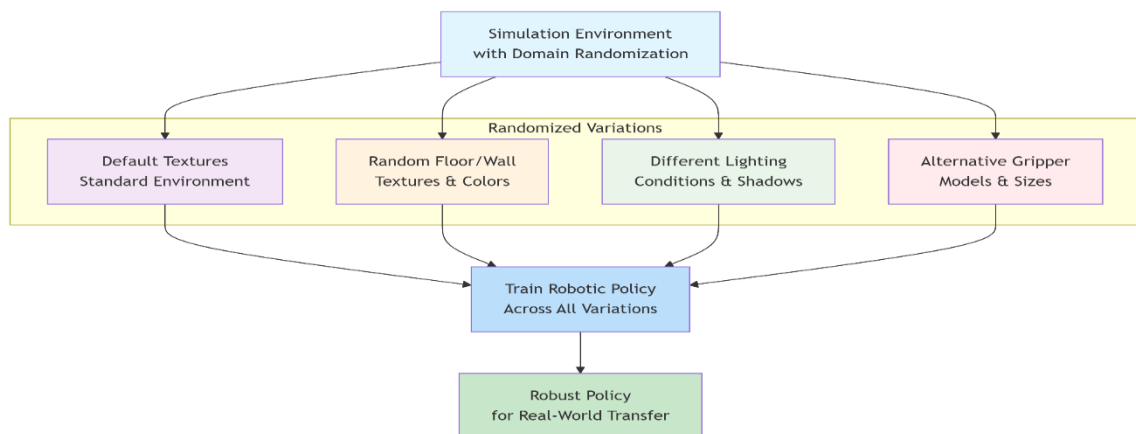 Simulation Environment
with Domain Randomization
Randomized Variations
Default Textures
Standard Environment
Random Floor/Wall
Textures & Colors
Different Lighting
Conditions & Shadows
Alternative Gripper
Models & Sizes
Train Robotic Policy
Across All Variations
Robust Policy
for Real-World Transfer